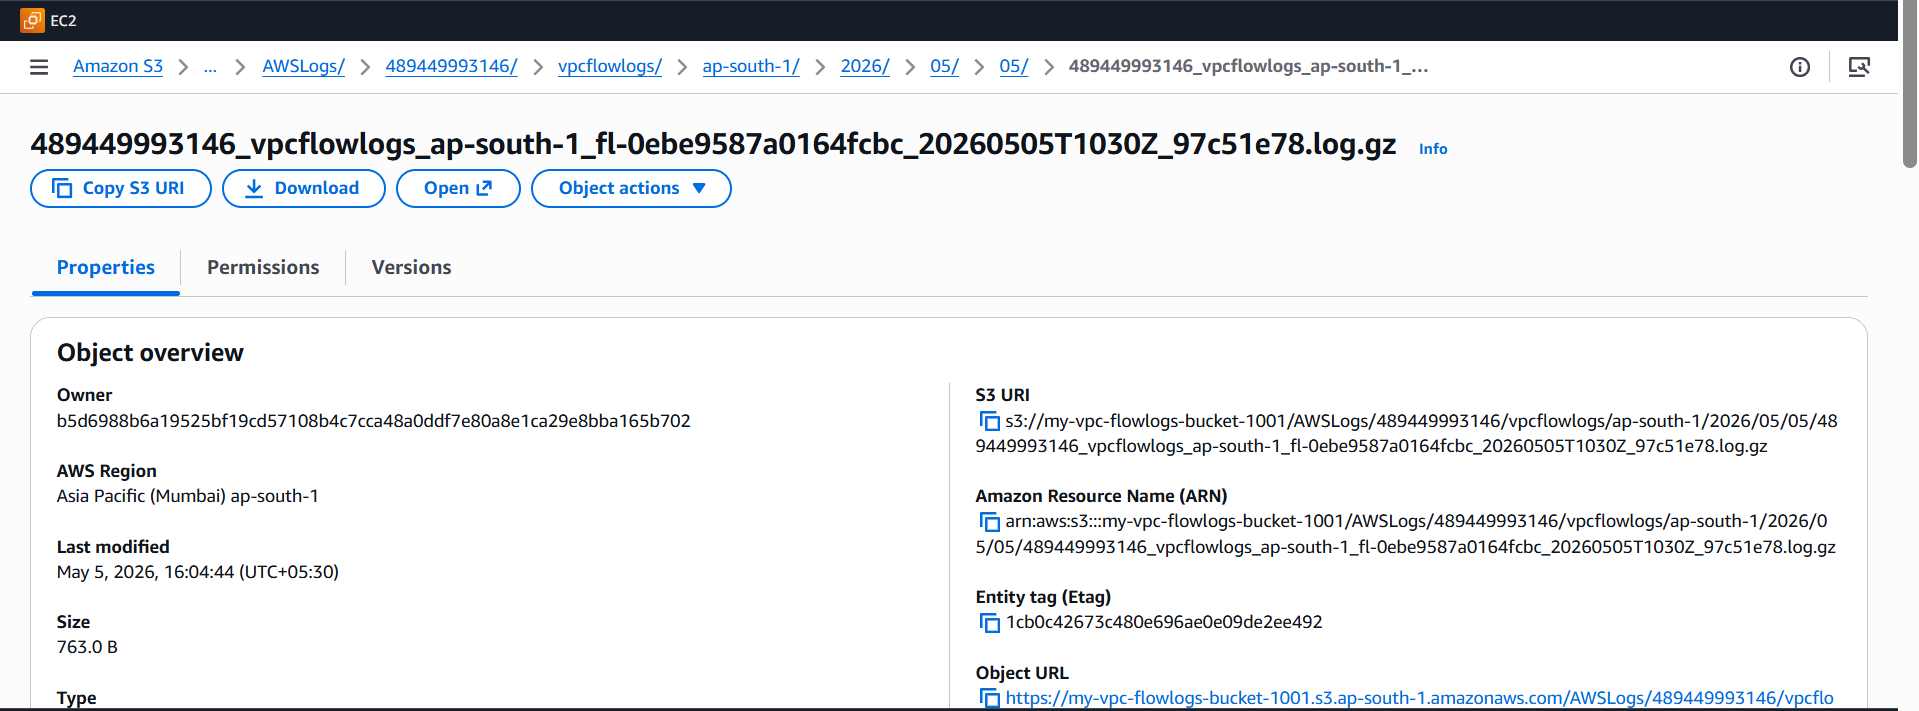 EC2
Amazon S3 > ... > AWSLogs/ > 489449993146/ > vpcflowlogs/ > ap-south-1/ > 2026/ > 05/ > 05/ > 489449993146_vpcflowlogs_ap-south-1_...
489449993146_vpcflowlogs_ap-south-1_fl-0ebe9587a0164fcbc_20260505T1030Z_97c51e78.log.gz Info
Copy S3 URI Download Open Object actions
Properties Permissions Versions
Object overview
Owner
b5d6988b6a19525bf19cd57108b4c7cca48a0ddf7e80a8e1ca29e8bba165b702
AWS Region
Asia Pacific (Mumbai) ap-south-1
Last modified
May 5, 2026, 16:04:44 (UTC+05:30)
Size
763.0 B
Type
S3 URI
s3://my-vpc-flowlogs-bucket-1001/AWSLogs/489449993146/vpcflowlogs/ap-south-1/2026/05/05/48
9449993146_vpcflowlogs_ap-south-1_fl-0ebe9587a0164fcbc_20260505T1030Z_97c51e78.log.gz
Amazon Resource Name (ARN)
arn:aws:s3:::my-vpc-flowlogs-bucket-1001/AWSLogs/489449993146/vpcflowlogs/ap-south-1/2026/0
5/05/489449993146_vpcflowlogs_ap-south-1_fl-0ebe9587a0164fcbc_20260505T1030Z_97c51e78.log.gz
Entity tag (Etag)
1cb0c42673c480e696ae0e09de2ee492
Object URL
https://my-vpc-flowlogs-bucket-1001.s3.ap-south-1.amazonaws.com/AWSLogs/489449993146/vpcflo